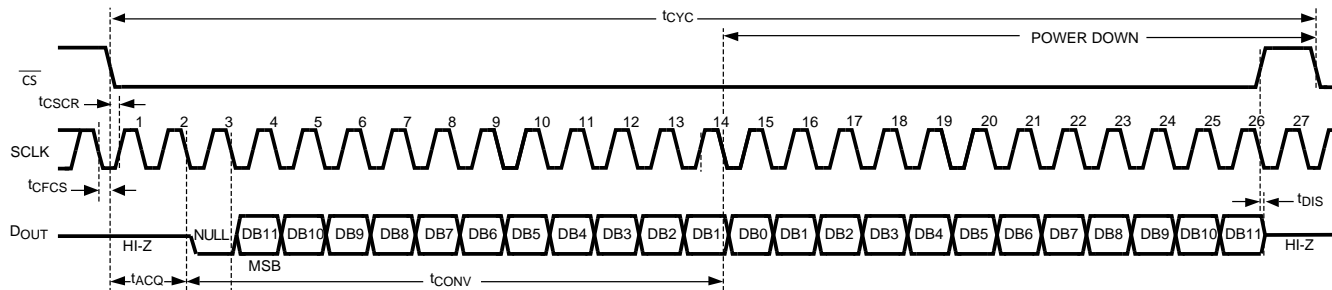 tCYC
POWER DOWN
CS
tCSCR
1 2 3 4 5 6 7 8 9 10 11 12 13 14 15 16 17 18 19 20 21 22 23 24 25 26 27
SCLK
tCFCS
tDIS
DOUT
HI-Z
NULL DB11 DB10 DB9 DB8 DB7 DB6 DB5 DB4 DB3 DB2 DB1 DB0 DB1 DB2 DB3 DB4 DB5 DB6 DB7 DB8 DB9 DB10 DB11
HI-Z
MSB
tACQ
tCONV